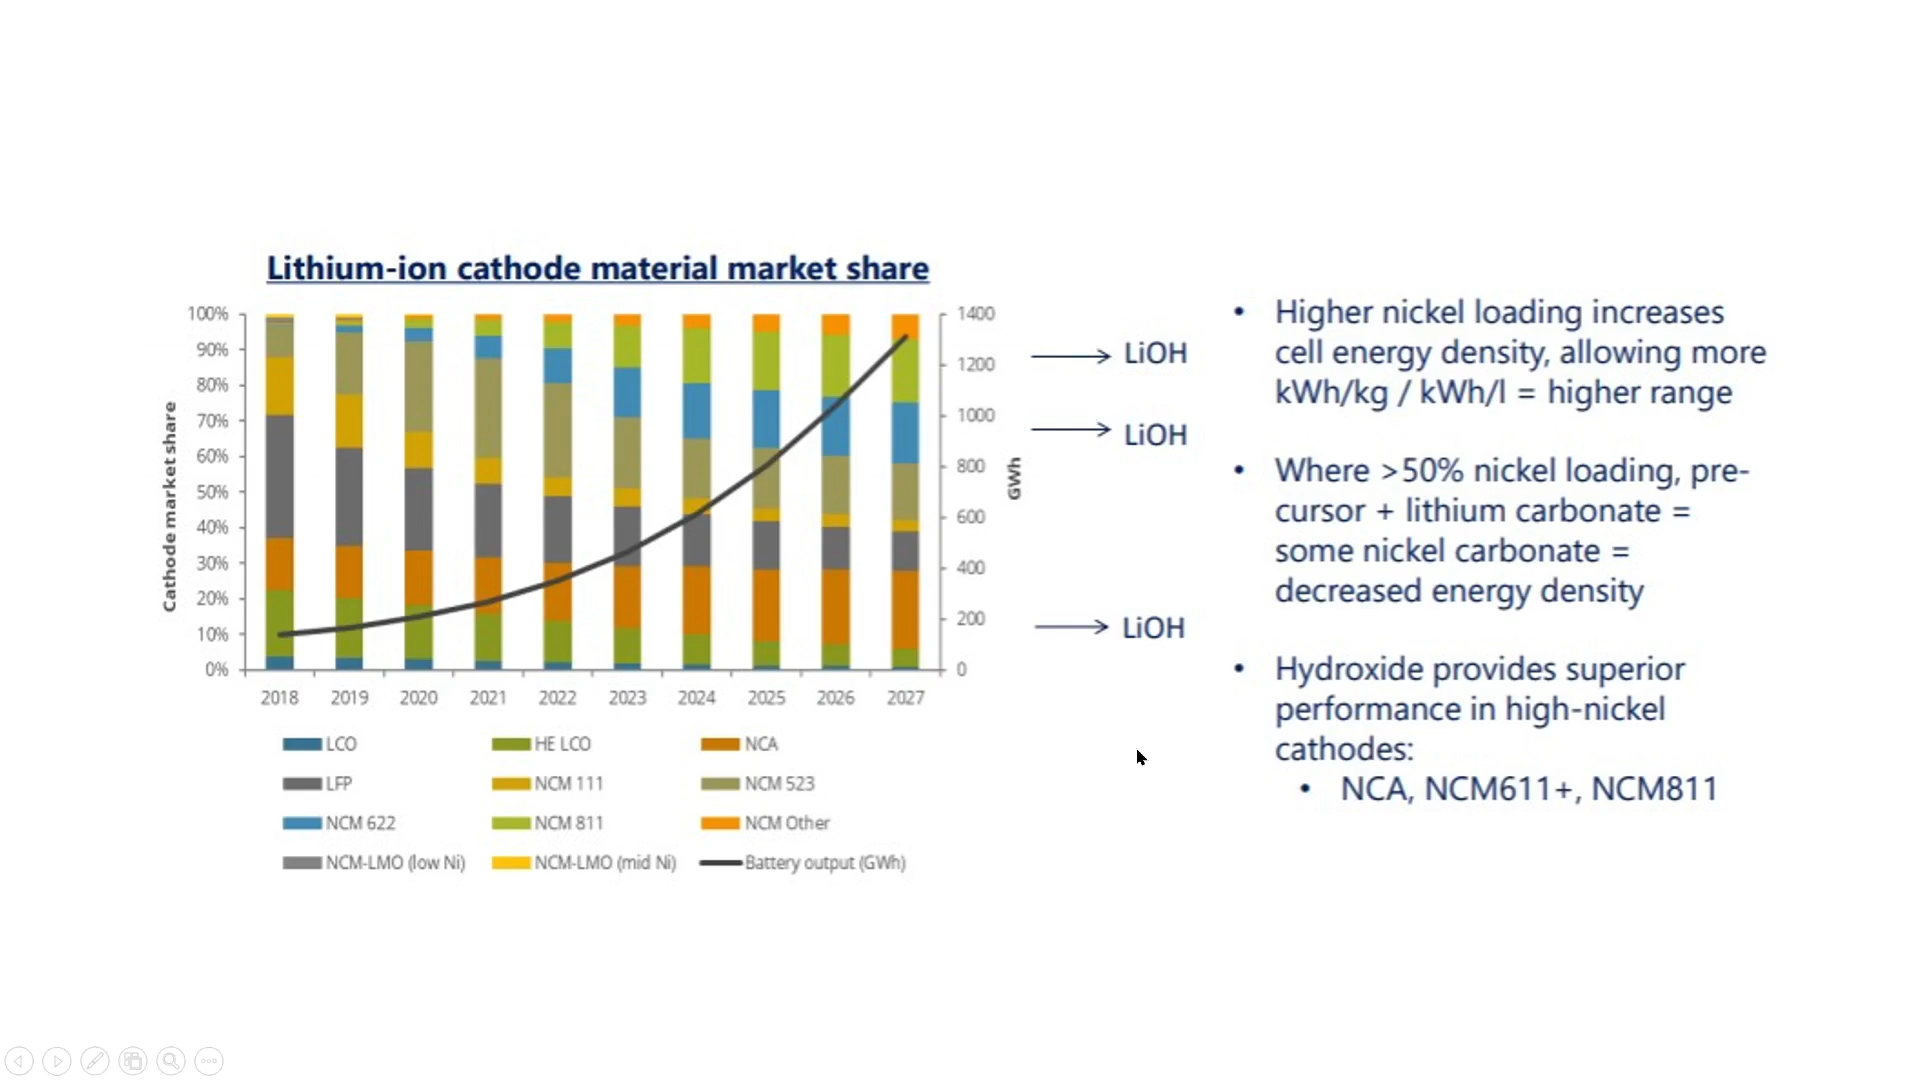 Lithium-ion cathode material market share
100%
90%
80%
70%
60%
50%
40%
30%
20%
10%
0%
Cathode market share
1400
1200
1000
800
600
400
200
0
GWh
2018 2019 2020 2021 2022 2023 2024 2025 2026 2027
LCO HE LCO NCA
LFP NCM 111 NCM 523
NCM 622 NCM 811 NCM Other
NCM-LMO (low Ni) NCM-LMO (mid Ni) Battery output (GWh)
LiOH
LiOH
LiOH
• Higher nickel loading increases
cell energy density, allowing more
kWh/kg / kWh/l = higher range
• Where >50% nickel loading, pre-
cursor + lithium carbonate =
some nickel carbonate =
decreased energy density
• Hydroxide provides superior
performance in high-nickel
cathodes:
• NCA, NCM611+, NCM811